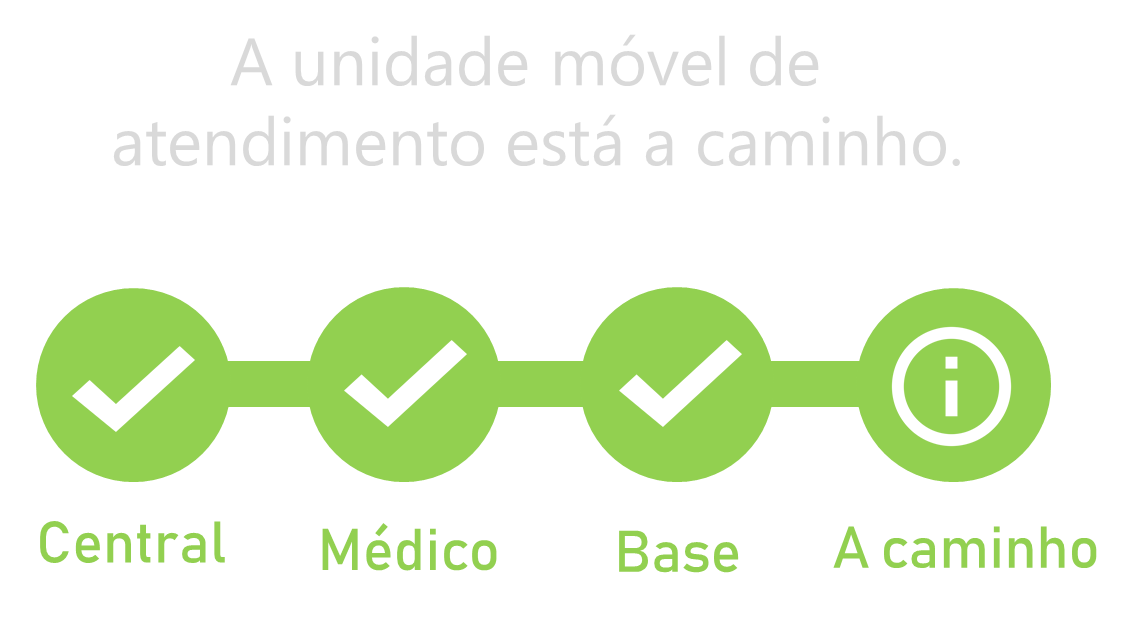 A unidade móvel de
atendimento está a caminho.
Central Médico Base A caminho